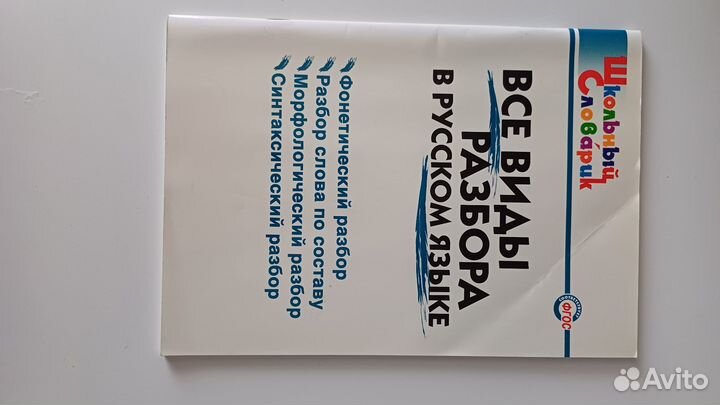 Школьный
Словарик
СООТВЕТСТВУЕТ
ФГОС
ВСЕ ВИДЫ
РАЗБОРА
В РУССКОМ ЯЗЫКЕ
Фонетический разбор
Разбор слова по составу
Морфологический разбор
Синтаксический разбор
Avito